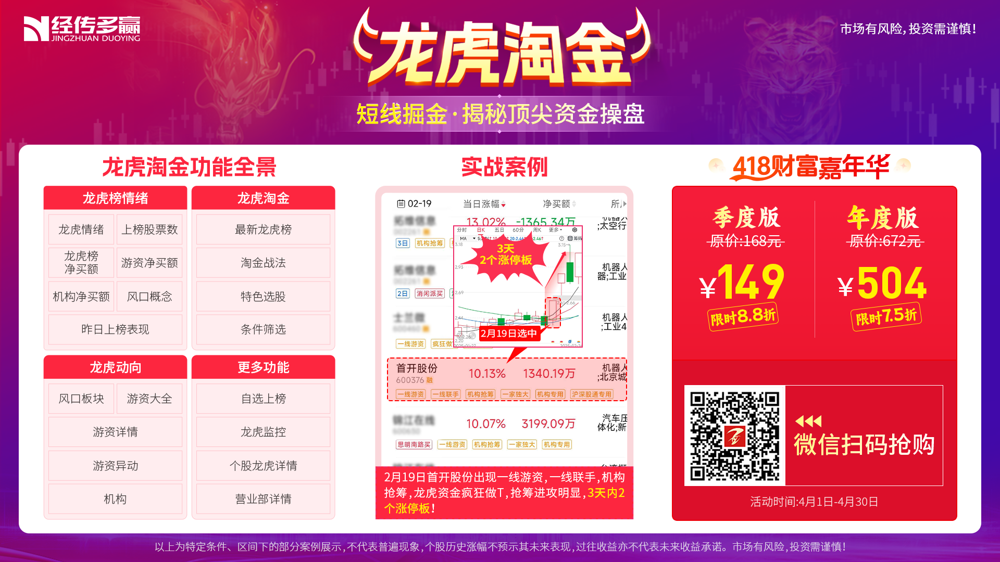 经传多赢
JINGZHUAN DUOYING
龙虎淘金
市场有风险,投资需谨慎!
短线掘金·揭秘顶尖资金操盘
龙虎淘金功能全景
龙虎榜情绪
龙虎情绪
上榜股票数
龙虎榜
净买额
游资净买额
机构净买额
风口概念
昨日上榜表现
龙虎淘金
最新龙虎榜
淘金战法
特色选股
条件筛选
龙虎动向
风口板块
游资大全
游资详情
游资异动
机构
更多功能
自选上榜
龙虎监控
个股龙虎详情
营业部详情
实战案例
02-19
当日涨幅
净买额
13.02%
-1365.34万
;太空行
3日
机构抢筹
分时
日K
五日
60分
周K
更多
MA
筹码
3.18
3.15
2.93
2.69
2.44
2.20
3天
2个涨停板
2月19日选中
机器人
器;工业
2日
消闲派买
机器人
;工业4
一线游资
疯狂做
首开股份
600376 融
10.13%
1340.19万
机器人
;北京城
一线游资
一线联手
机构抢筹
一家独大
机构专用
沪深股通专用
10.07%
3199.09万
汽车压
体化;新
思明南路买
一线游资
机构抢筹
一家独大
机构专用
2月19日首开股份出现一线游资,一线联手,机构
抢筹,龙虎资金疯狂做T,抢筹进攻明显,3天内2
个涨停板!
418财富嘉年华
季度版
原价:168元
¥149
限时8.8折
年度版
原价:672元
¥504
限时7.5折
微信扫码抢购
活动时间:4月1日-4月30日
以上为特定条件、区间下的部分案例展示,不代表普遍现象,个股历史涨幅不预示其未来表现,过往收益亦不代表未来收益承诺。市场有风险,投资需谨慎!